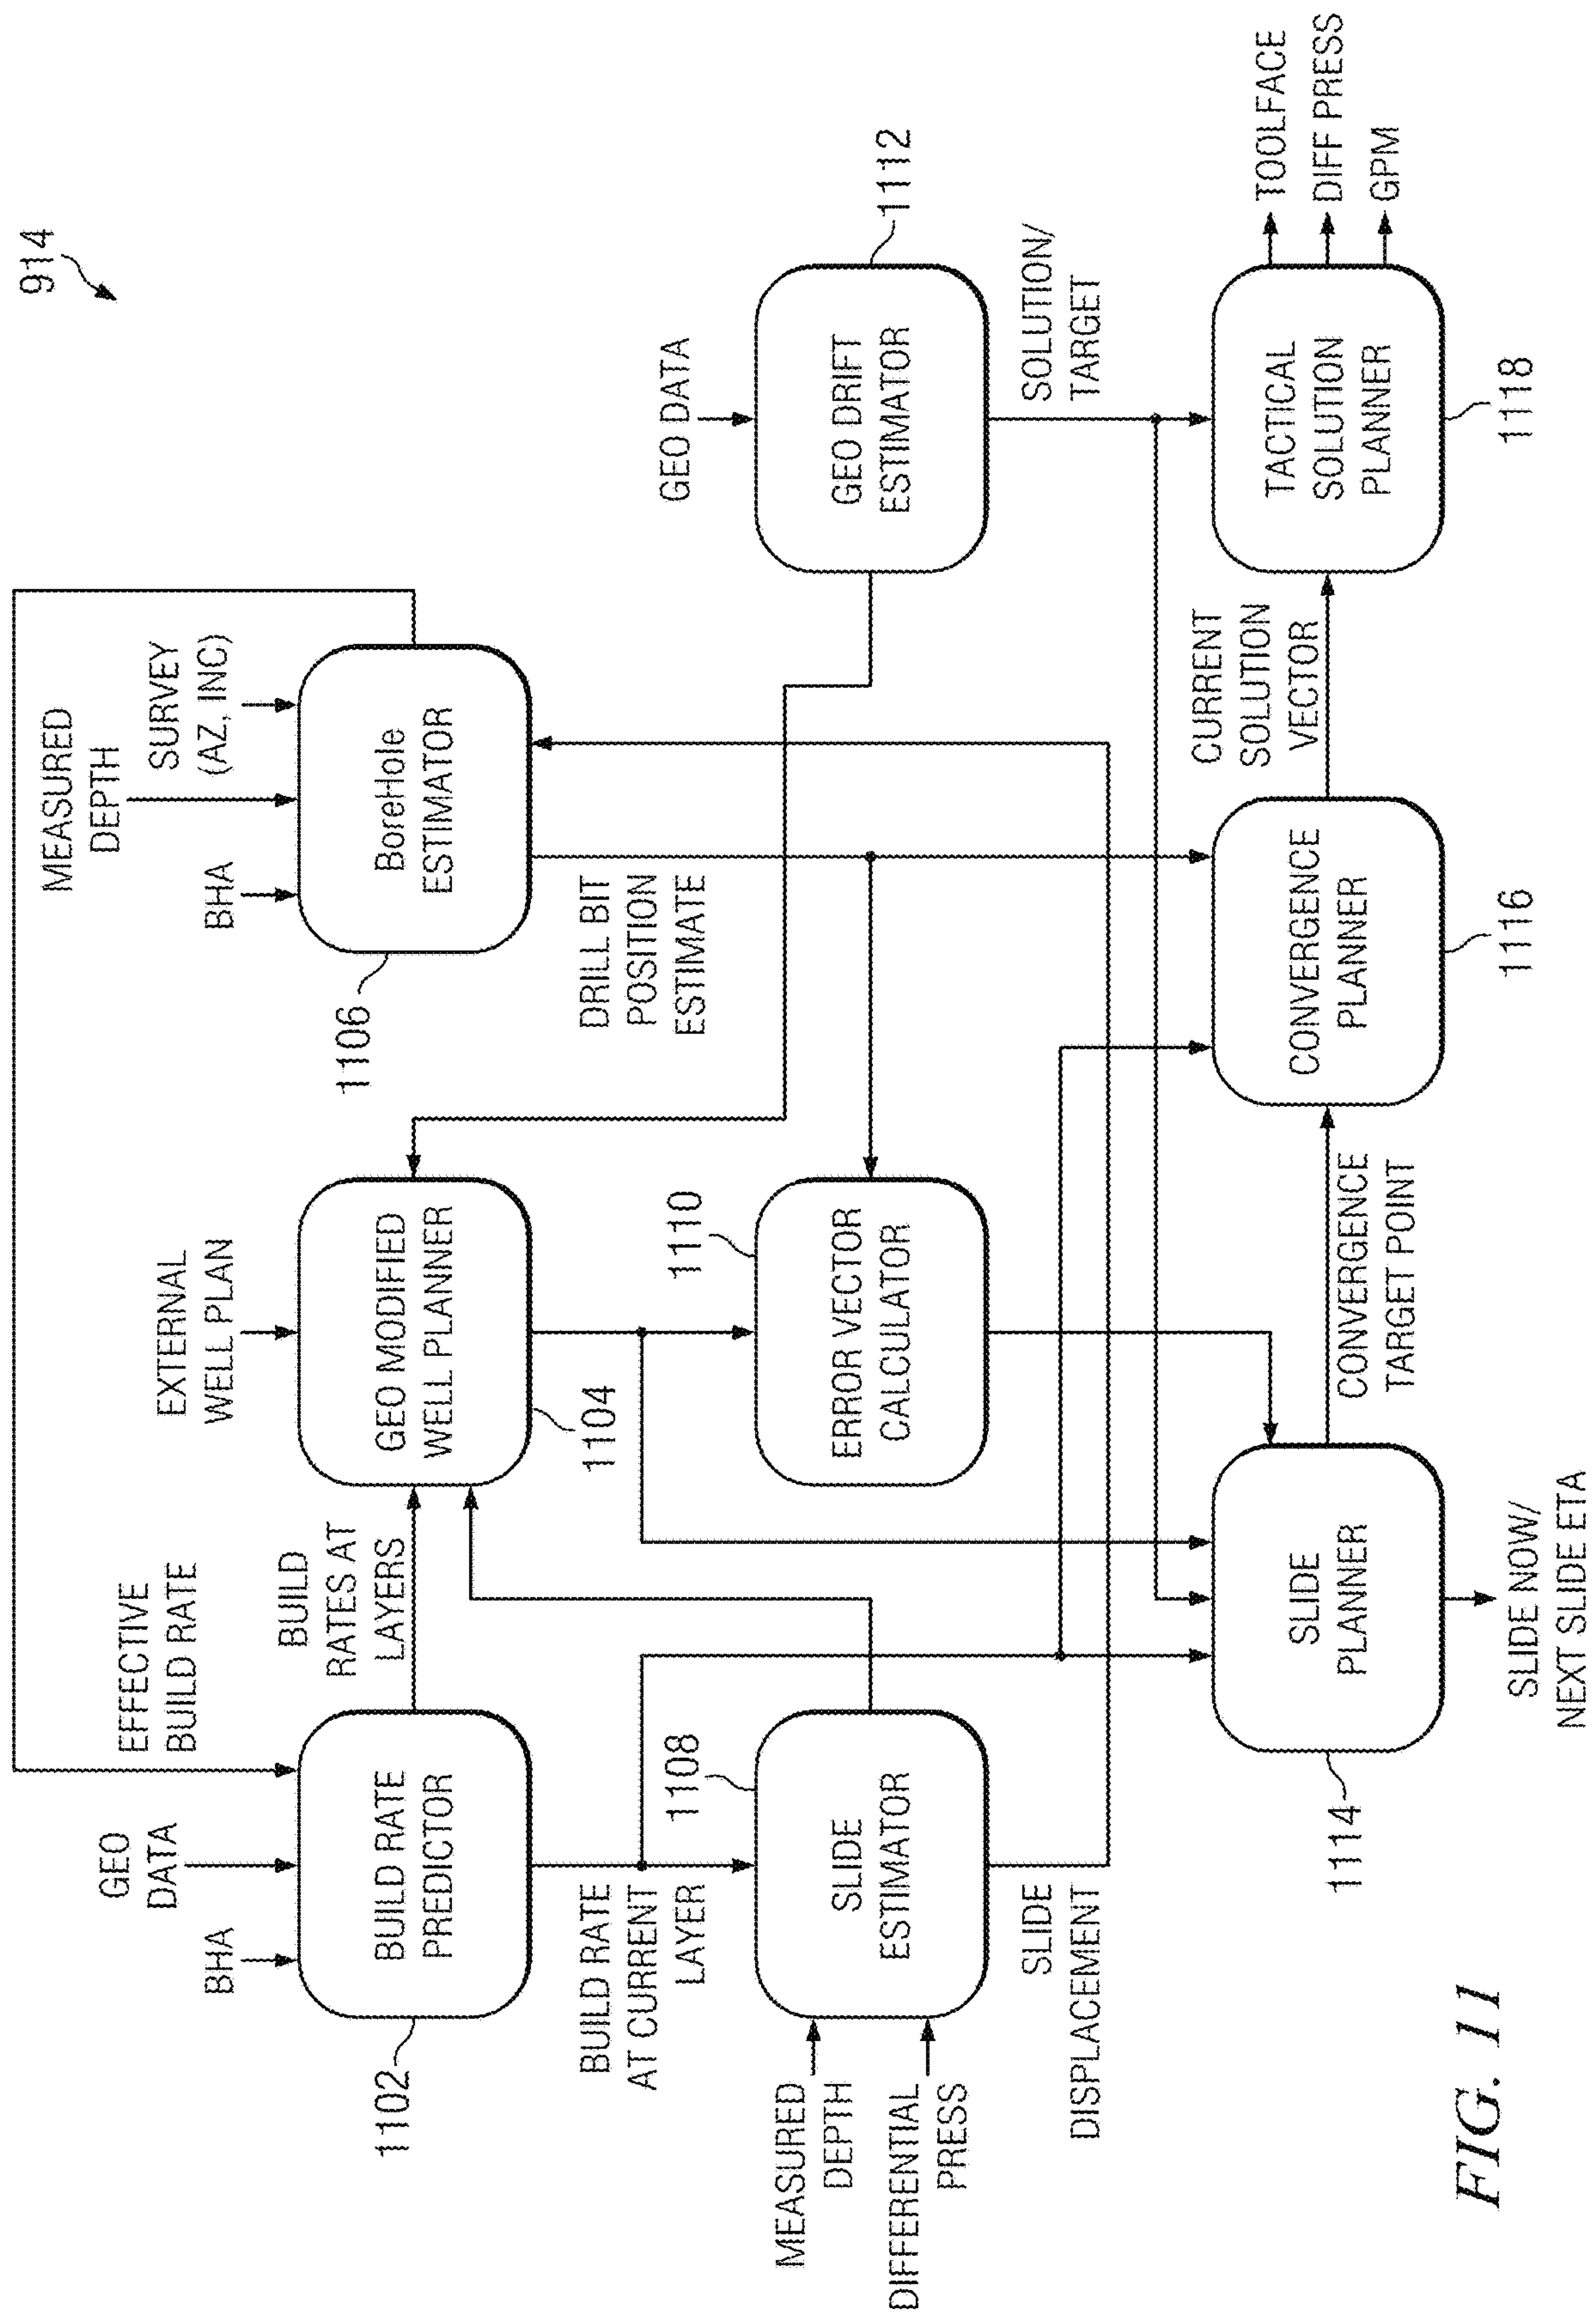 914
EFFECTIVE
BUILD RATE
GEO
DATA
BHA
BUILD RATE
PREDICTOR
1102
BUILD
RATES AT
LAYERS
EXTERNAL
WELL PLAN
GEO MODIFIED
WELL PLANNER
1104
MEASURED
DEPTH
BHA
SURVEY
(AZ, INC)
BoreHole
ESTIMATOR
1106
BUILD RATE
AT CURRENT
LAYER
1108
SLIDE
ESTIMATOR
MEASURED
DEPTH
DIFFERENTIAL
PRESS
SLIDE
DISPLACEMENT
1110
ERROR VECTOR
CALCULATOR
DRILL BIT
POSITION
ESTIMATE
GEO DATA
GEO DRIFT
ESTIMATOR
1112
SOLUTION/
TARGET
SLIDE
PLANNER
1114
SLIDE NOW/
NEXT SLIDE ETA
CONVERGENCE
TARGET POINT
CONVERGENCE
PLANNER
1116
CURRENT
SOLUTION
VECTOR
TACTICAL
SOLUTION
PLANNER
1118
TOOLFACE
DIFF PRESS
GPM
FIG. 11